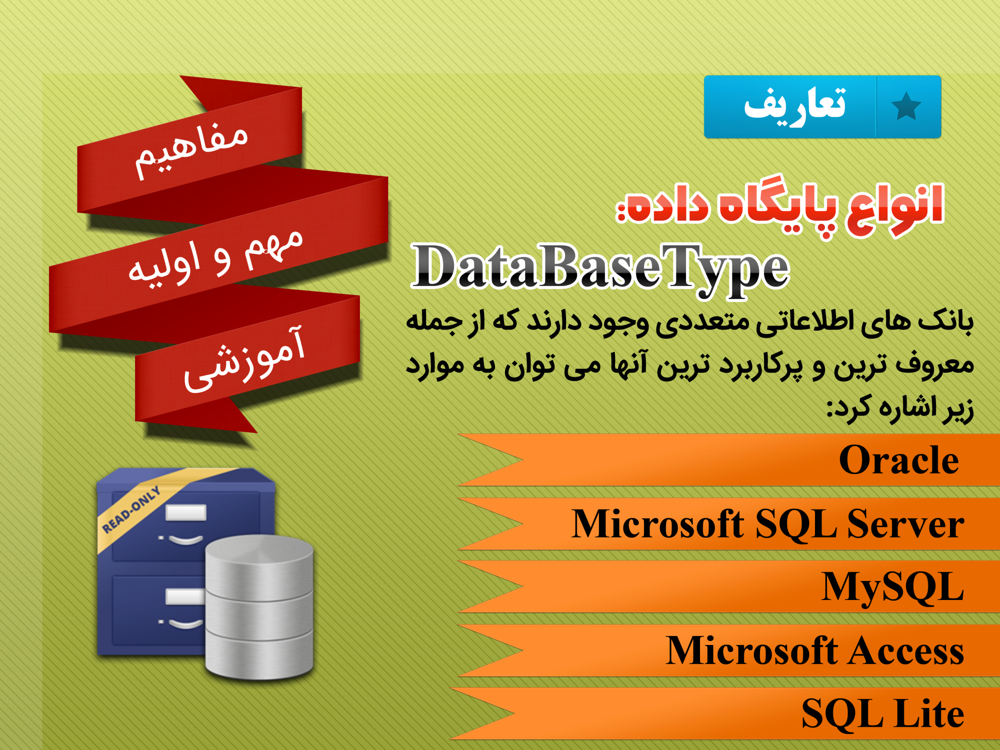 تعاریف
انواع پایگاه داده:
DataBaseType
بانک های اطلاعاتی متعددی وجود دارند که از جمله
معروف ترین و پرکاربرد ترین آنها می توان به موارد
زیر اشاره کرد:
Oracle
Microsoft SQL Server
MySQL
Microsoft Access
SQL Lite
مفاهیم
مهم و اولیه
آموزشی
READ-ONLY